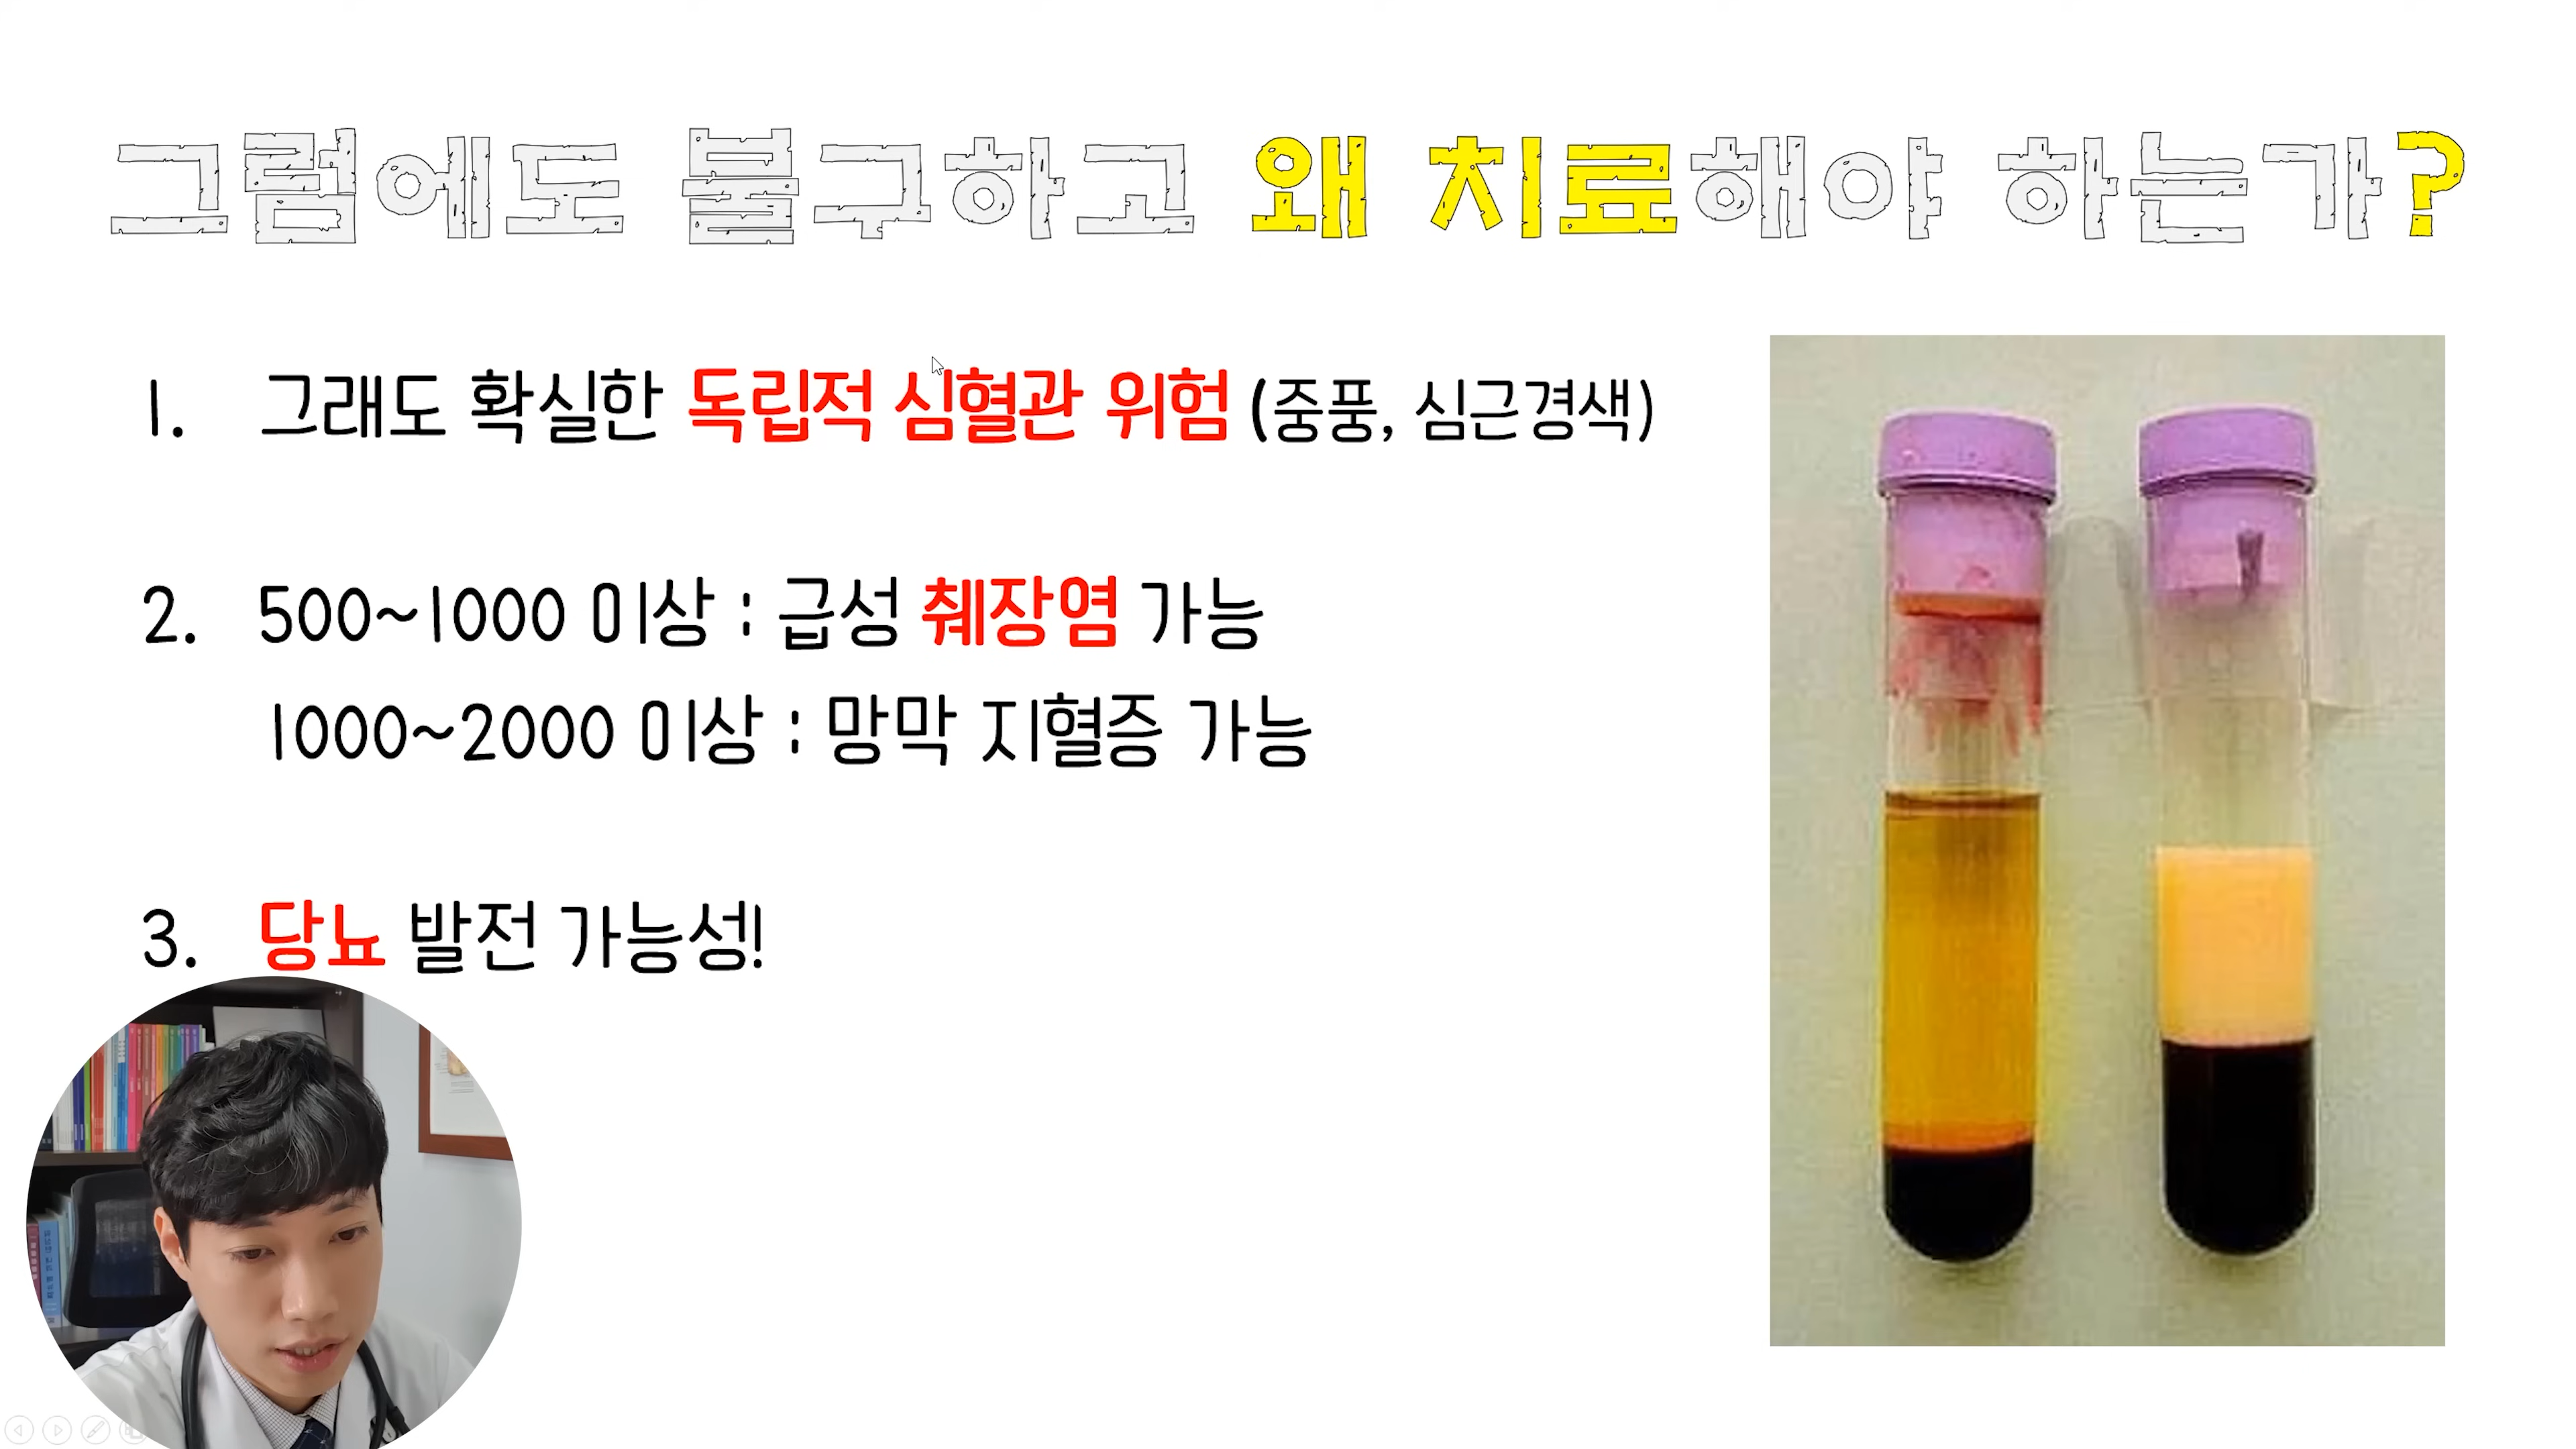 그럼에도 불구하고 왜 치료해야 하는가?
1. 그래도 확실한 독립적 심혈관 위험 (중풍, 심근경색)
2. 500~1000 이상 : 급성 췌장염 가능
1000~2000 이상 : 망막 지혈증 가능
3. 당뇨 발전 가능성!